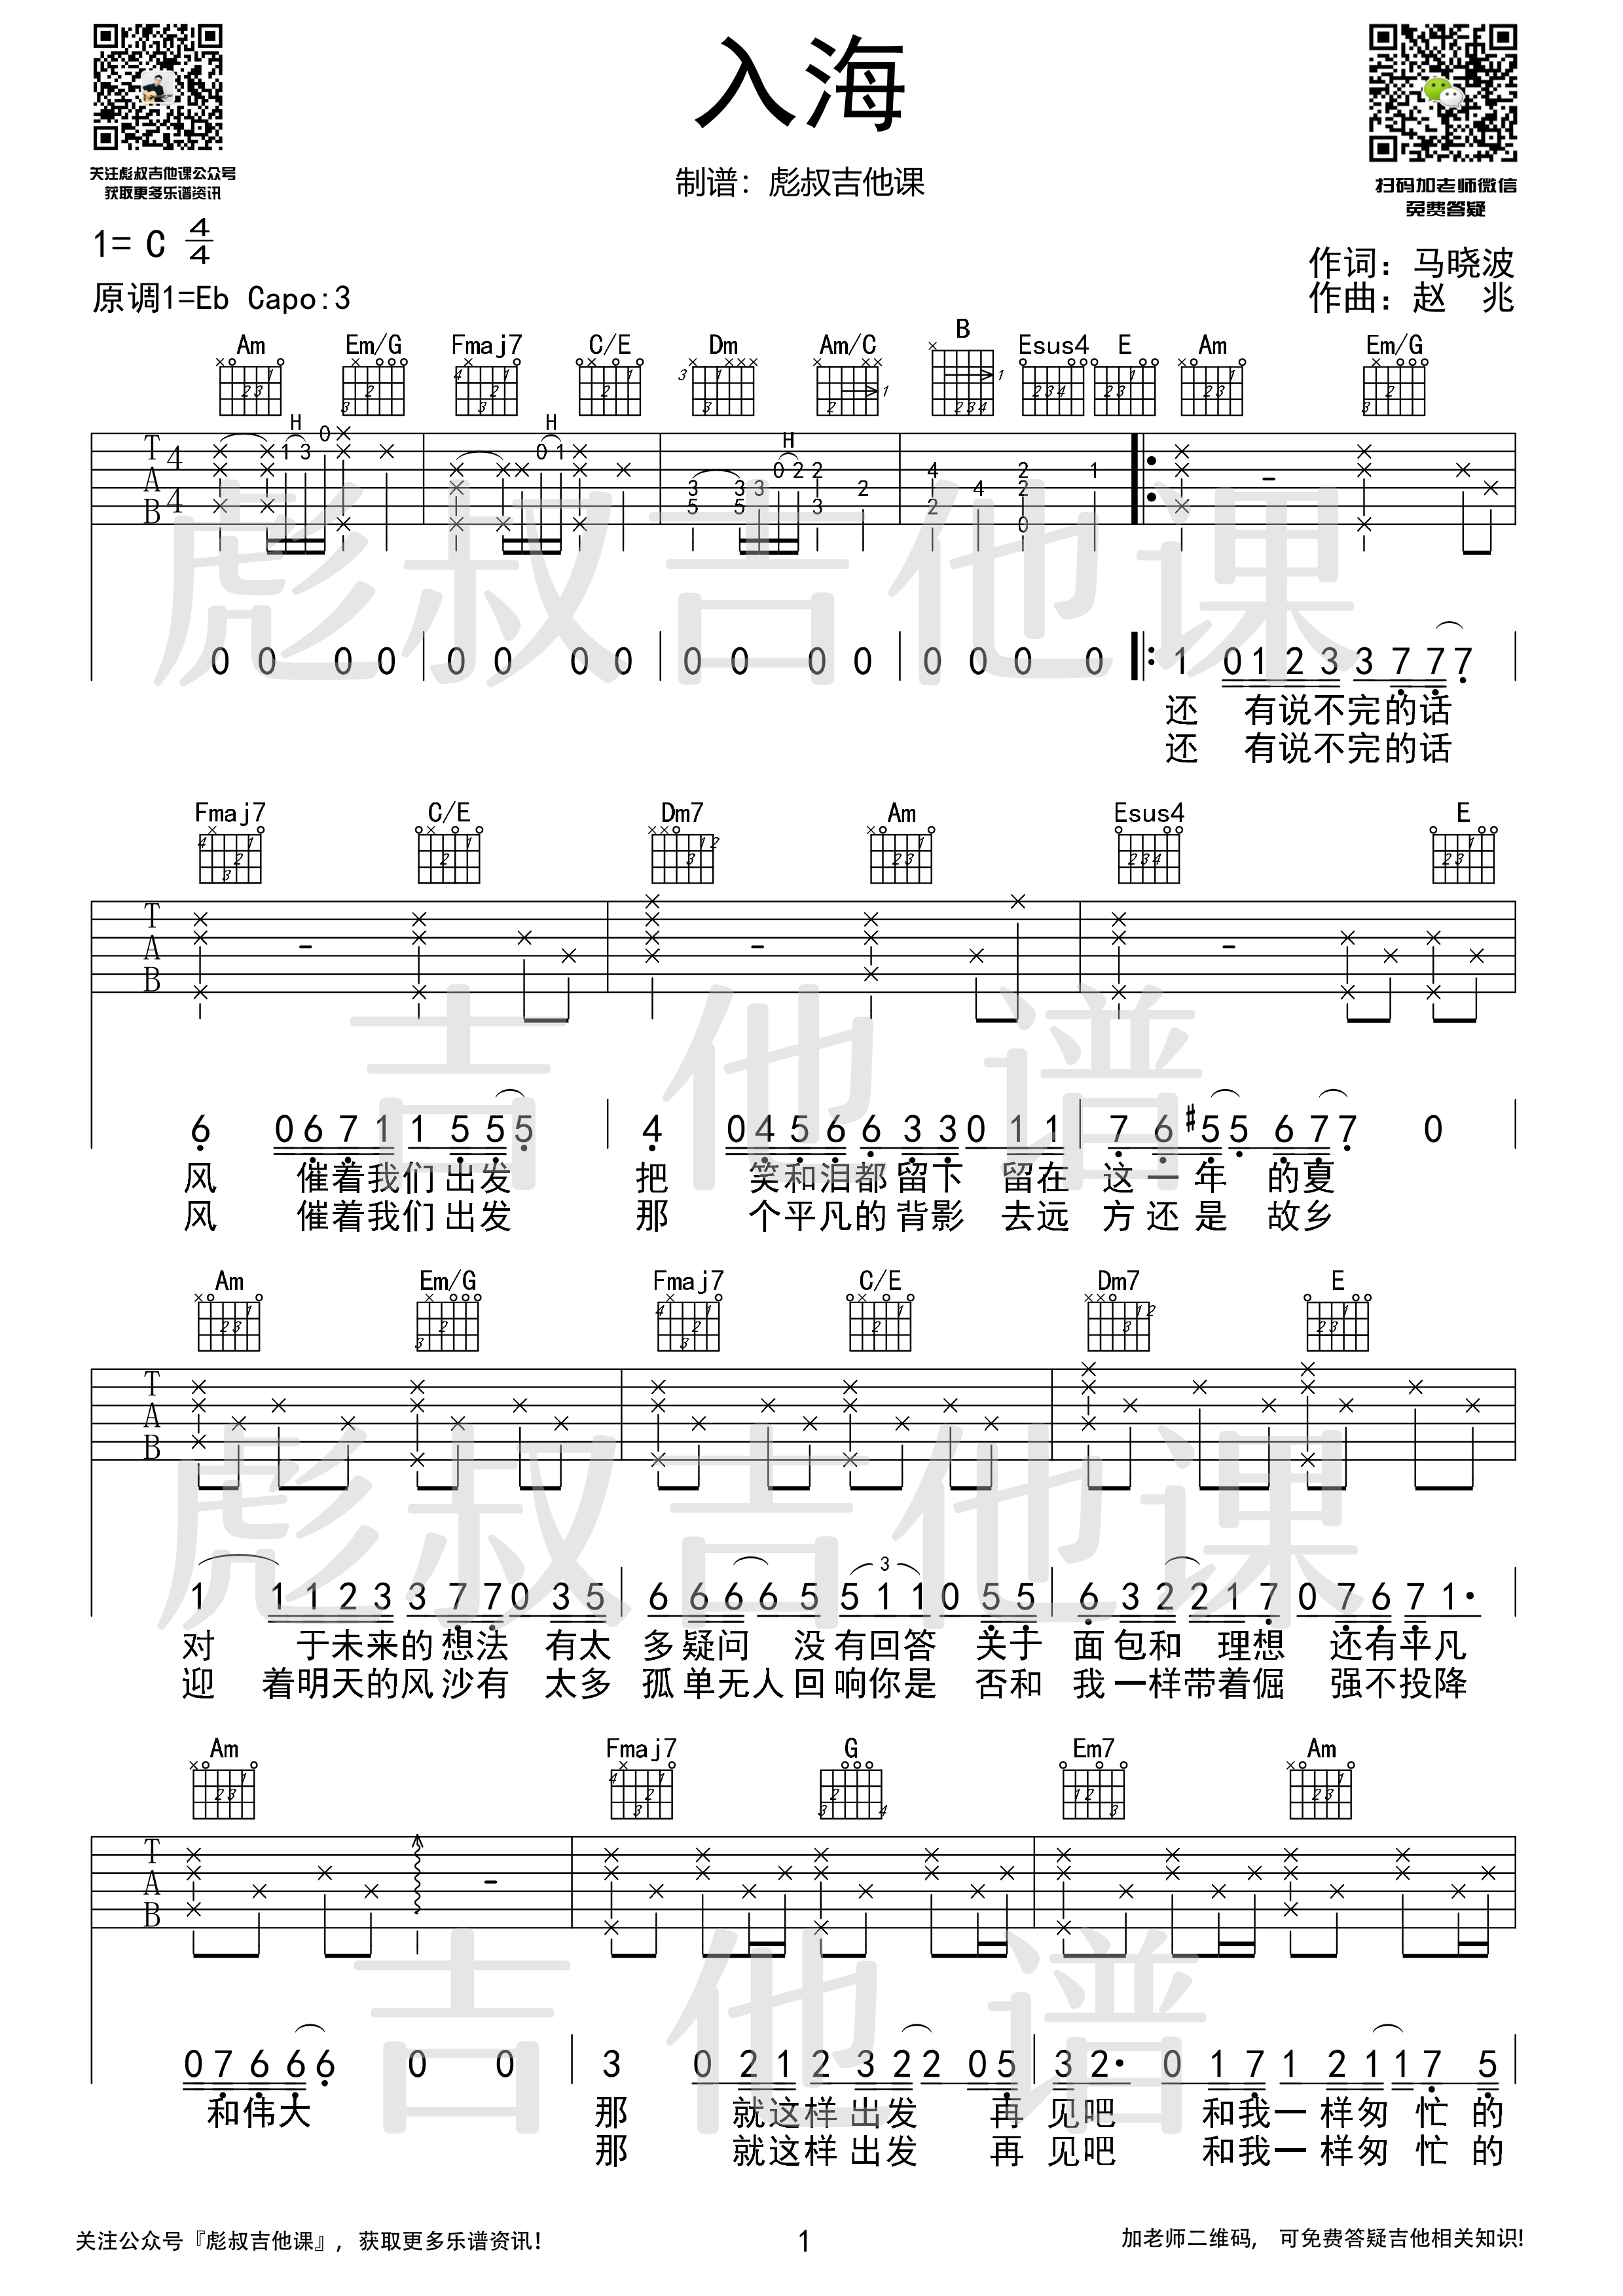 入海
制谱：彪叔吉他课
关注彪叔吉他课公众号
获取更多乐谱资讯
扫码加老师微信
免费答疑
1= C 4/4
原调1=Eb Capo:3
作词：马晓波
作曲：赵 兆
Am Em/G Fmaj7 C/E Dm Am/C B Esus4 E Am Em/G
H H H
T A B 4/4
0 0 0 0 0 0 0 0 0 0 0 0 0 0 0 0 1 0 1 2 3 3 7 7 7
还 有说不完的话
还 有说不完的话
Fmaj7 C/E Dm7 Am Esus4 E
T A B
6 0 6 7 1 1 5 5 5 4 0 4 5 6 6 3 3 0 1 1 7 6 #5 5 6 7 7 0
风 催着我们出发 把 笑和泪都留下 留在 这一年 的夏
风 催着我们出发 那 个平凡的背影 去远 方还是 故乡
Am Em/G Fmaj7 C/E Dm7 E
T A B
1 1 1 2 3 3 7 7 0 3 5 6 6 6 6 5 5 1 1 0 5 5 6 3 2 2 1 7 0 7 6 7 1·
对 于未来的想法 有太 多疑问 没有回答 关于 面包和 理想 还有平凡
迎 着明天的风沙有 太多 孤单无人回响你是 否和 我一样带着倔 强不投降
Am Fmaj7 G Em7 Am
T A B
0 7 6 6 6 0 0 3 0 2 1 2 3 2 2 0 5 3 2· 0 1 7 1 2 1 1 7 5
和伟大 那 就这样出发 再 见吧 和我一样匆忙的
那 就这样出发 再 见吧 和我一样匆忙的
彪叔吉他课
吉他谱
彪叔吉他课
吉他谱
关注公众号『彪叔吉他课』，获取更多乐谱资讯！
1
加老师二维码， 可免费答疑吉他相关知识!